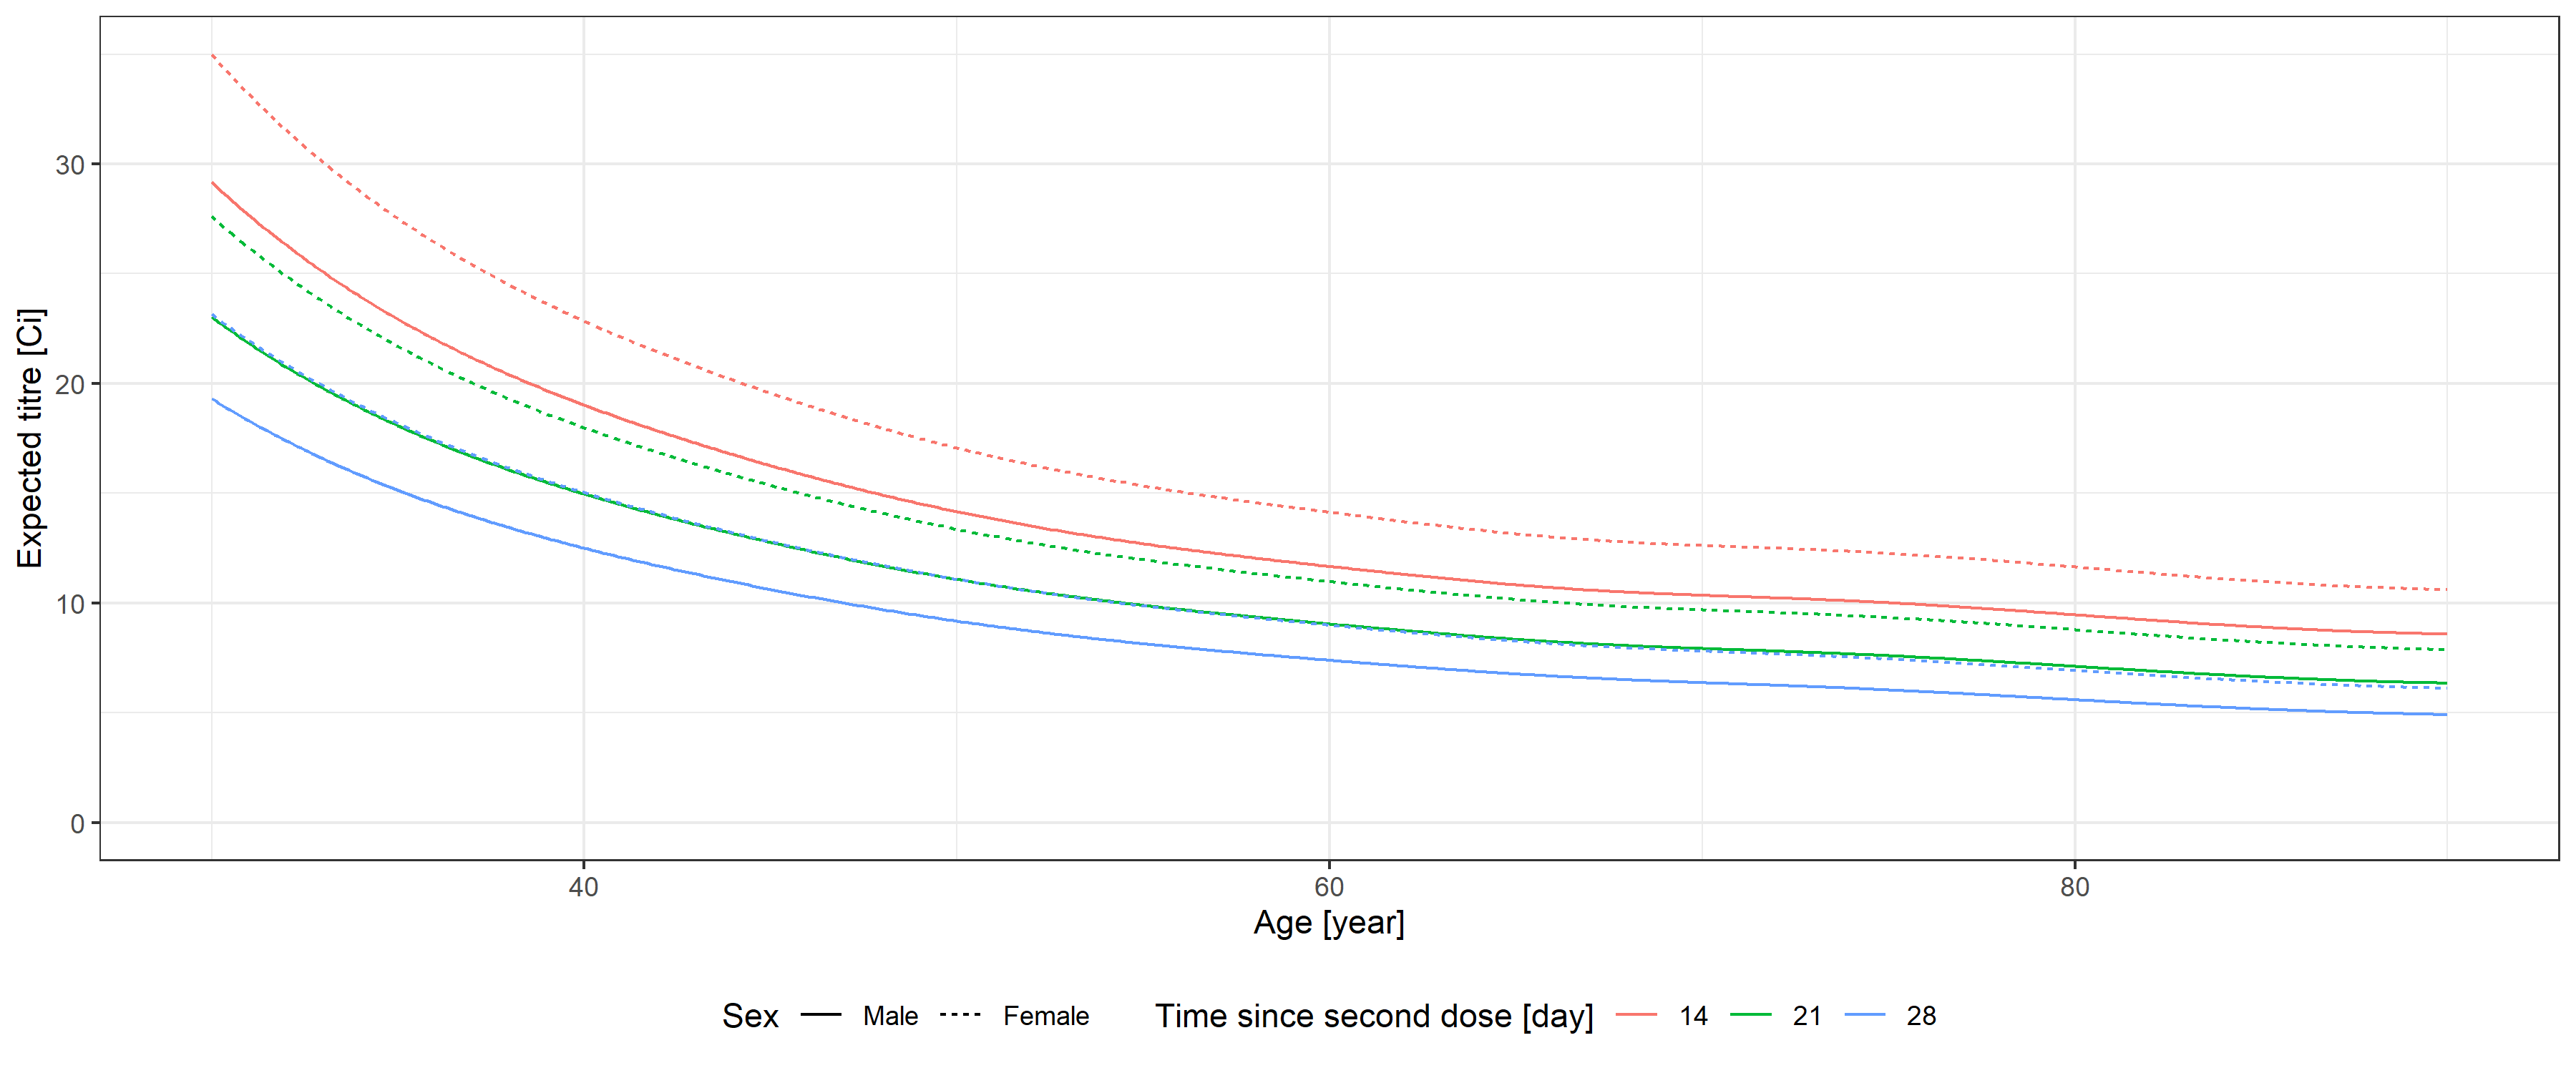 Expected titre [Ci]
30
20
10
0
40 60 80
Age [year]
Sex Male Female Time since second dose [day] 14 21 28